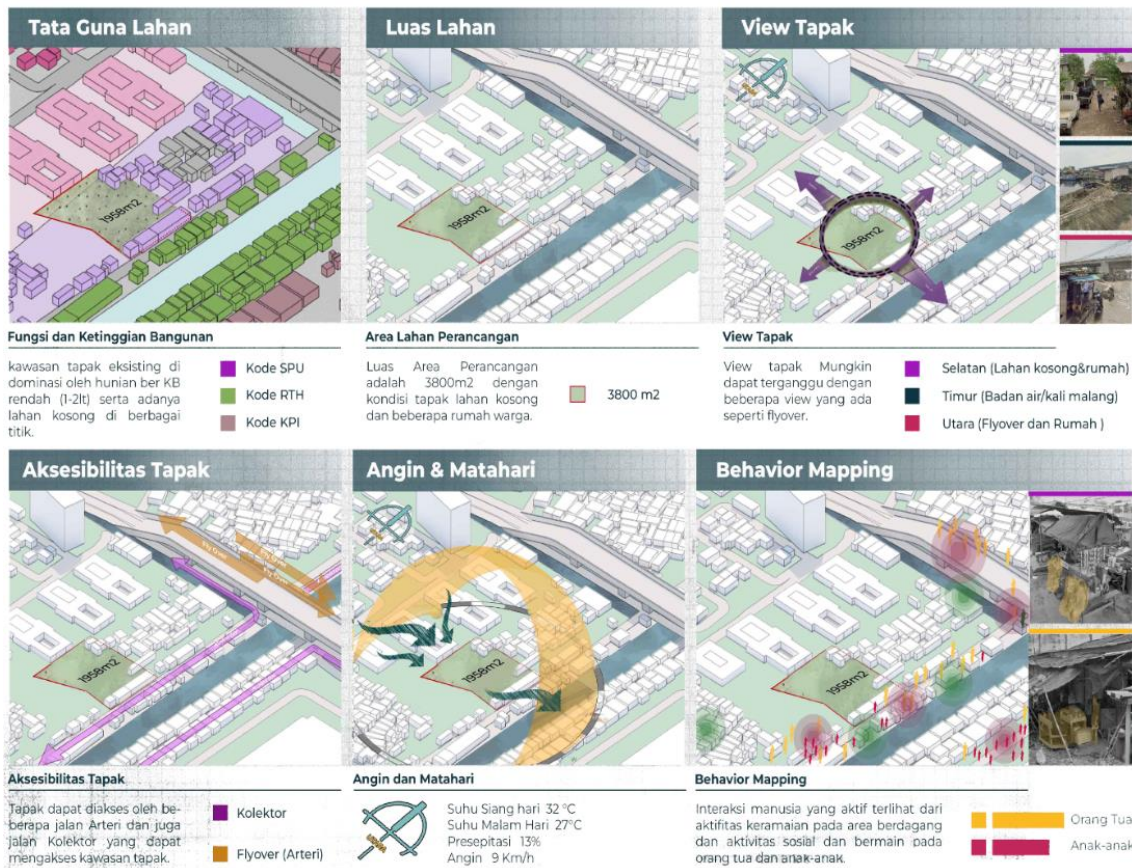 Tata Guna Lahan
1958m2
Fungsi dan Ketinggian Bangunan
kawasan tapak eksisting di
dominasi oleh hunian ber KB
rendah (1-2lt) serta adanya
lahan kosong di berbagai
titik.
Kode SPU
Kode RTH
Kode KPI
Luas Lahan
1958m2
Area Lahan Perancangan
Luas Area Perancangan
adalah 3800m2 dengan
kondisi tapak lahan kosong
dan beberapa rumah warga.
3800 m2
View Tapak
1958m2
View Tapak
View tapak Mungkin
dapat terganggu dengan
beberapa view yang ada
seperti flyover.
Selatan (Lahan kosong&rumah)
Timur (Badan air/kali malang)
Utara (Flyover dan Rumah )
Aksesibilitas Tapak
1958m2
Aksesibilitas Tapak
Tapak dapat diakses oleh be-
berapa jalan Arteri dan juga
jalan Kolektor yang dapat
mengakses kawasan tapak.
Kolektor
Flyover (Arteri)
Angin & Matahari
1958m2
Angin dan Matahari
Suhu Siang hari 32 °C
Suhu Malam Hari 27°C
Presepitasi 13%
Angin 9 Km/h
Behavior Mapping
1958m2
Behavior Mapping
Interaksi manusia yang aktif terlihat dari
aktifitas keramaian pada area berdagang
dan aktivitas sosial dan bermain pada
orang tua dan anak-anak.
Orang Tua
Anak-anak